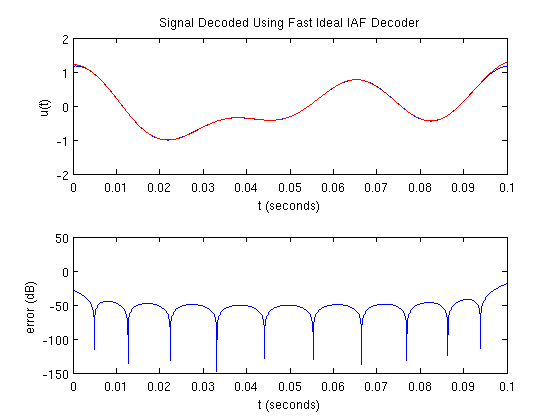 Signal Decoded Using Fast Ideal IAF Decoder
2
1
0
-1
-2
u(t)
0 0.01 0.02 0.03 0.04 0.05 0.06 0.07 0.08 0.09 0.1
t (seconds)
50
0
-50
-100
-150
error (dB)
0 0.01 0.02 0.03 0.04 0.05 0.06 0.07 0.08 0.09 0.1
t (seconds)